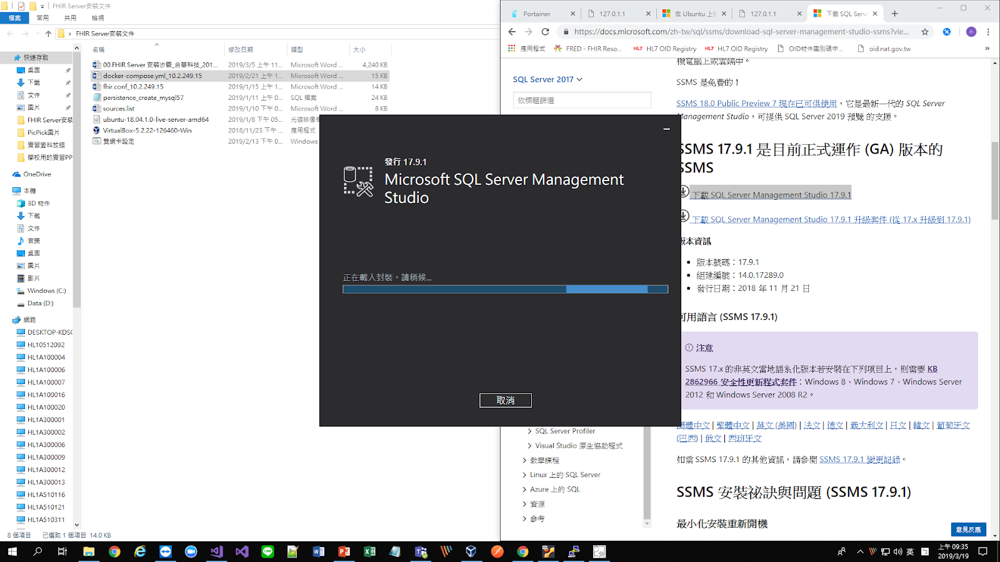 FHIR Server安裝文件
檔案 常用 共用 檢視
FHIR Server安裝文件
名稱 修改日期 類型 大小
快速存取
桌面
下載
文件
圖片
FHIR Server安裝
PicPick圖片
實習資料放這
學校用的實習PP
OneDrive
本機
3D 物件
下載
文件
音樂
桌面
圖片
影片
Windows (C:)
Data (D:)
網路
DESKTOP-KDSC
HL10512092
HL1A100004
HL1A100006
HL1A100007
HL1A100016
HL1A100020
HL1A300001
HL1A300002
HL1A300006
HL1A300009
HL1A300012
HL1A300013
HL1A510116
HL1A510121
HL1A510311
00.FHIR Server 安裝步驟_合華科技_201... 2019/3/5 上午 11... Microsoft Word ... 4,240 KB
docker-compose.yml_10.2.249.15 2019/2/21 上午 1... Microsoft Word ... 15 KB
fhir.conf_10.2.249.15 2019/1/15 上午 1... Microsoft Word ... 14 KB
persistence_create_mysql57 2019/1/11 上午 0... SQL 檔案 24 KB
sources.list 2019/1/10 下午 0... Microsoft Word ... 8 KB
ubuntu-18.04.1.0-live-server-amd64 2019/1/8 下午 05... 光碟映像檔
VirtualBox-5.2.22-126460-Win 2018/11/23 下午 ... 應用程式
雙網卡設定 2019/2/13 下午 0... Windows
8 個項目 已選取 1 個項目 14.0 KB
發行 17.9.1
Microsoft SQL Server Management
Studio
正在載入封裝。請稍候...
取消
Portainer 127.0.1.1 在 Ubuntu 上 127.0.1.1 下載 SQL Serv
https://docs.microsoft.com/zh-tw/sql/ssms/download-sql-server-management-studio-ssms?vie...
應用程式 FRED - FHIR Reso... HL7 HL7 OID Registry HL7 HL7 OID Registry OID物件識別碼中... oid.nat.gov.tw »
SQL Server 2017
依標題篩選
SQL Server Profiler
Visual Studio 原生協助程式
教學課程
Linux 上的 SQL Server
Azure 上的 SQL
資源
參考
機電腦上或雲端中。
SSMS 是免費的！
SSMS 18.0 Public Preview 7 現在已可供使用，它是最新一代的 SQL Server
Management Studio，可提供 SQL Server 2019 預覽 的支援。
SSMS 17.9.1 是目前正式運作 (GA) 版本的
SSMS
下載 SQL Server Management Studio 17.9.1
下載 SQL Server Management Studio 17.9.1 升級套件 (從 17.x 升級到 17.9.1)
版本資訊
• 版本號碼：17.9.1
• 組建編號：14.0.17289.0
• 發行日期：2018 年 11 月 21 日
可用語言 (SSMS 17.9.1)
注意
SSMS 17.x 的非英文當地語系化版本若安裝在下列項目上，則需要 KB
2862966 安全性更新程式套件：Windows 8、Windows 7、Windows Server
2012 和 Windows Server 2008 R2。
簡體中文 | 繁體中文 | 英文 (美國) | 法文 | 德文 | 義大利文 | 日文 | 韓文 | 葡萄牙文
(巴西) | 俄文 | 西班牙文
如需 SSMS 17.9.1 的其他資訊，請參閱 SSMS 17.9.1 變更記錄。
SSMS 安裝祕訣與問題 (SSMS 17.9.1)
最小化安裝重新開機
意見反應
英
上午 09:35
2019/3/19